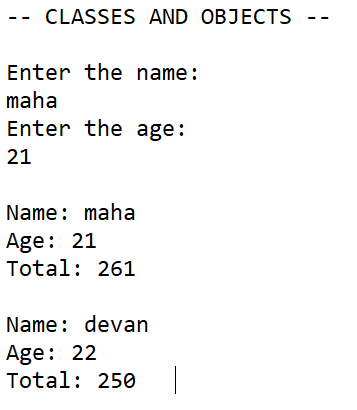 -- CLASSES AND OBJECTS --
Enter the name:
maha
Enter the age:
21
Name: maha
Age: 21
Total: 261
Name: devan
Age: 22
Total: 250